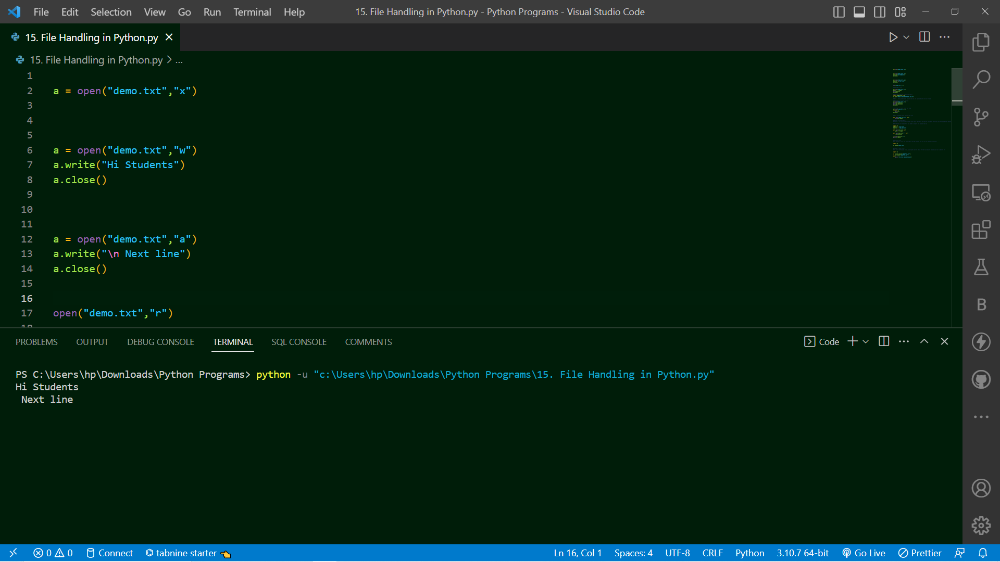 File Edit Selection View Go Run Terminal Help 15. File Handling in Python.py - Python Programs - Visual Studio Code
15. File Handling in Python.py
15. File Handling in Python.py > ...
1
2 a = open("demo.txt","x")
3
4
5
6 a = open("demo.txt","w")
7 a.write("Hi Students")
8 a.close()
9
10
11
12 a = open("demo.txt","a")
13 a.write("\n Next line")
14 a.close()
15
16
17 open("demo.txt","r")
18
PROBLEMS OUTPUT DEBUG CONSOLE TERMINAL SQL CONSOLE COMMENTS Code
PS C:\Users\hp\Downloads\Python Programs> python -u "c:\Users\hp\Downloads\Python Programs\15. File Handling in Python.py"
Hi Students
 Next line
B
0 0 Connect tabnine starter Ln 16, Col 1 Spaces: 4 UTF-8 CRLF Python 3.10.7 64-bit Go Live Prettier